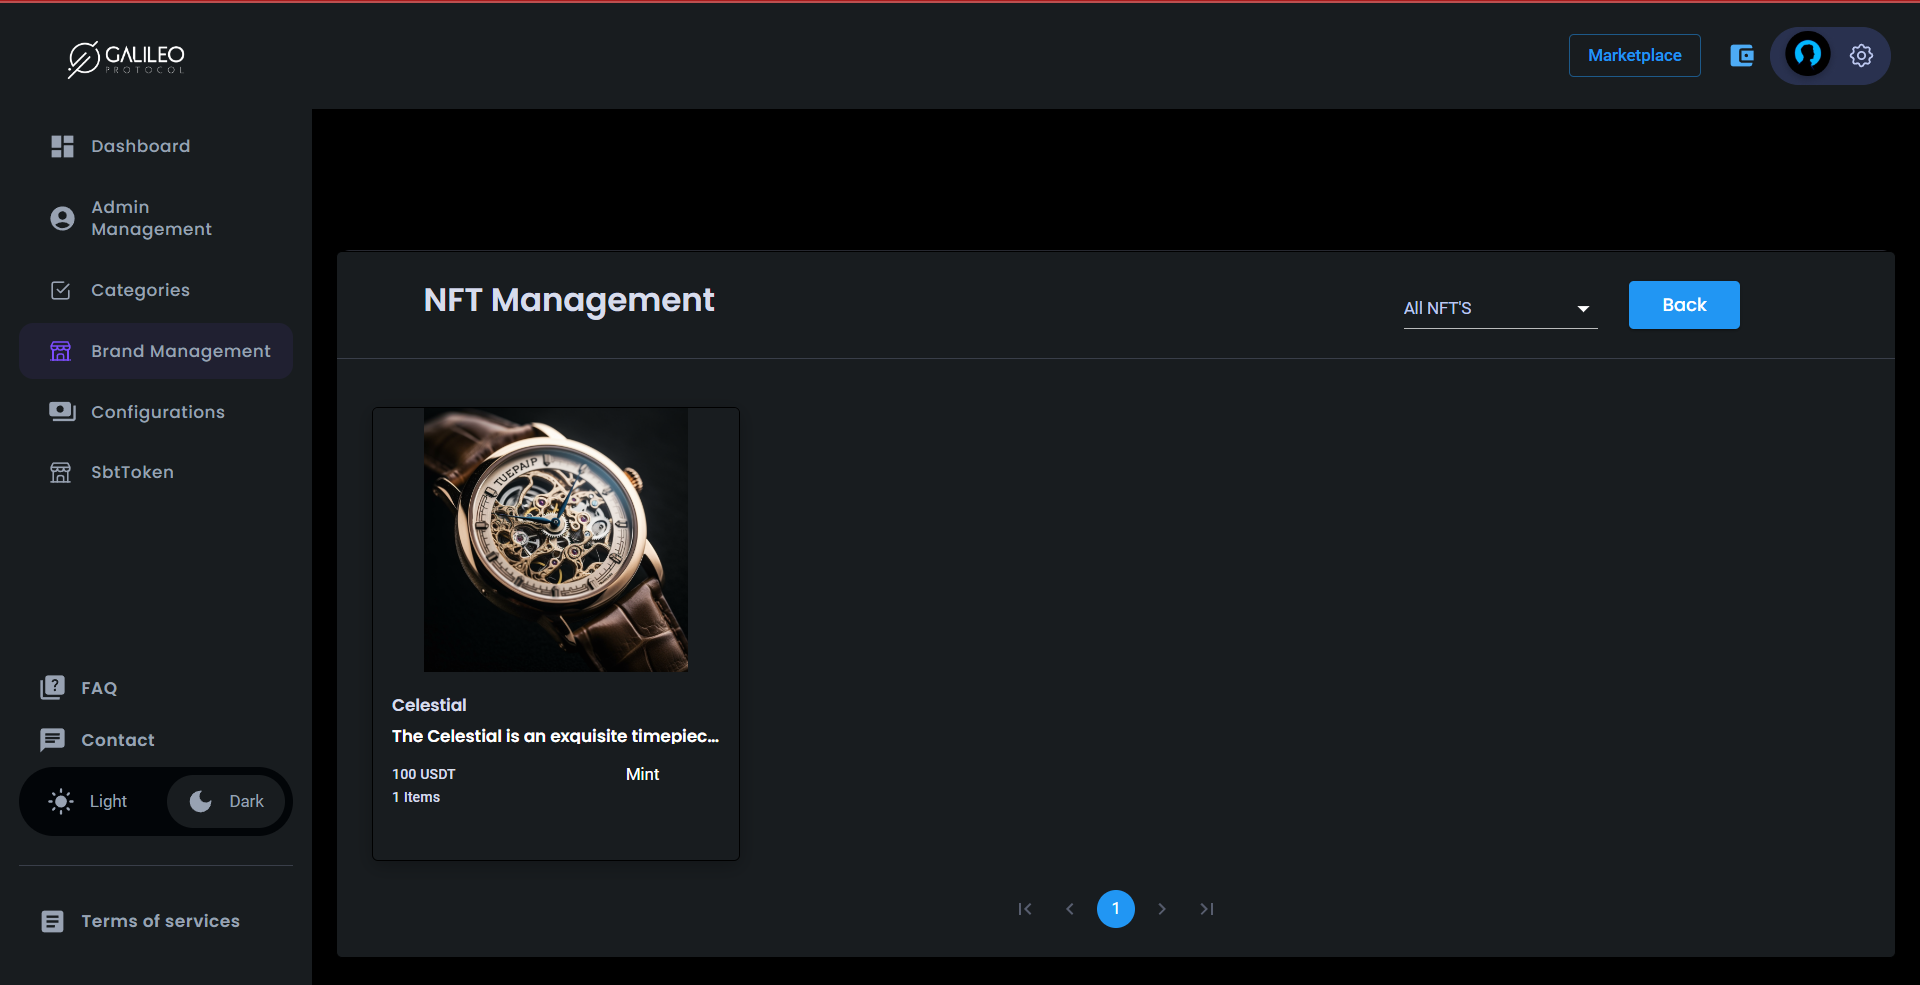 GALILEO
PROTOCOL
Marketplace
Dashboard
Admin
Management
Categories
Brand Management
Configurations
SbtToken
FAQ
Contact
Light
Dark
Terms of services
NFT Management
All NFT'S
Back
TUEPAJP
Celestial
The Celestial is an exquisite timepiec...
100 USDT
Mint
1 Items
1